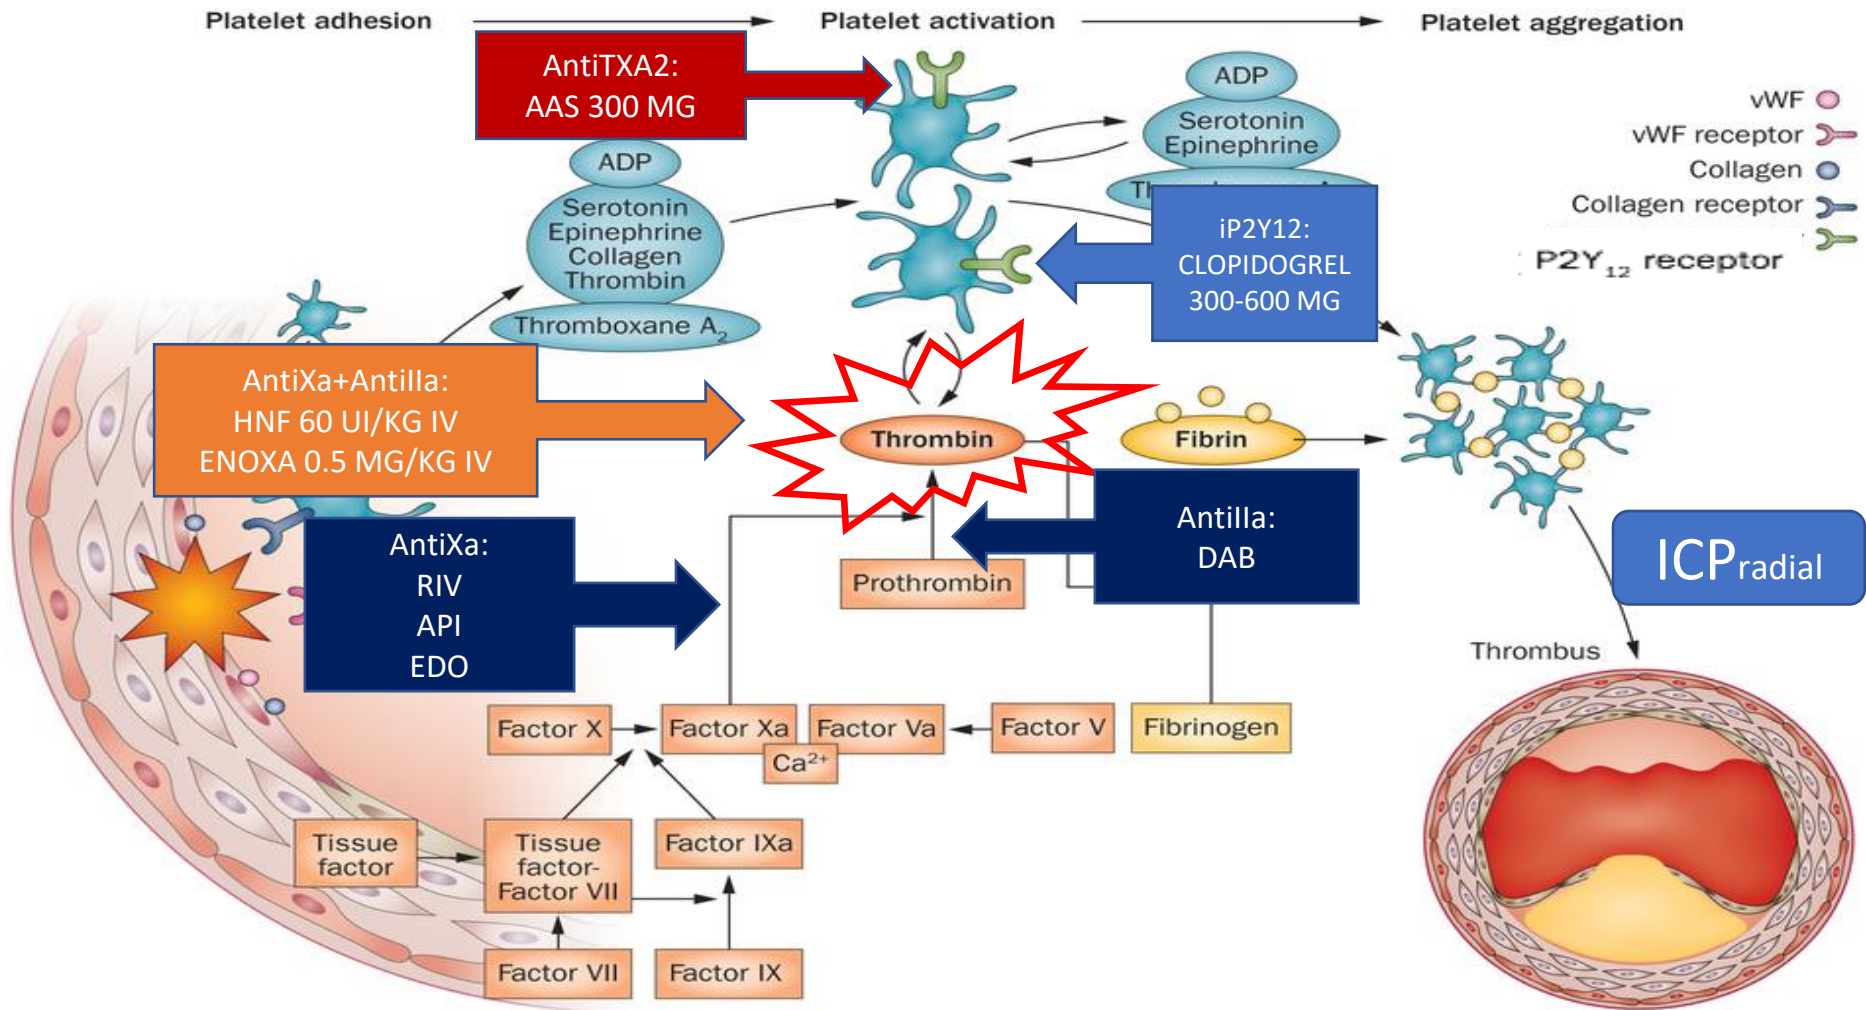 Platelet adhesion
Platelet activation
Platelet aggregation
AntiTXA2:
AAS 300 MG
ADP
Serotonin
Epinephrine
Collagen
Thrombin
Thromboxane A2
ADP
Serotonin
Epinephrine
vWF
vWF receptor
Collagen
Collagen receptor
P2Y12 receptor
iP2Y12:
CLOPIDOGREL
300-600 MG
AntiXa+AntiIIa:
HNF 60 UI/KG IV
ENOXA 0.5 MG/KG IV
Thrombin
Fibrin
AntiXa:
RIV
API
EDO
AntiIIa:
DAB
Prothrombin
ICPradial
Thrombus
Factor X
Factor Xa
Factor Va
Factor V
Fibrinogen
Ca2+
Tissue
factor
Tissue
factor-
Factor VII
Factor IXa
Factor VII
Factor IX